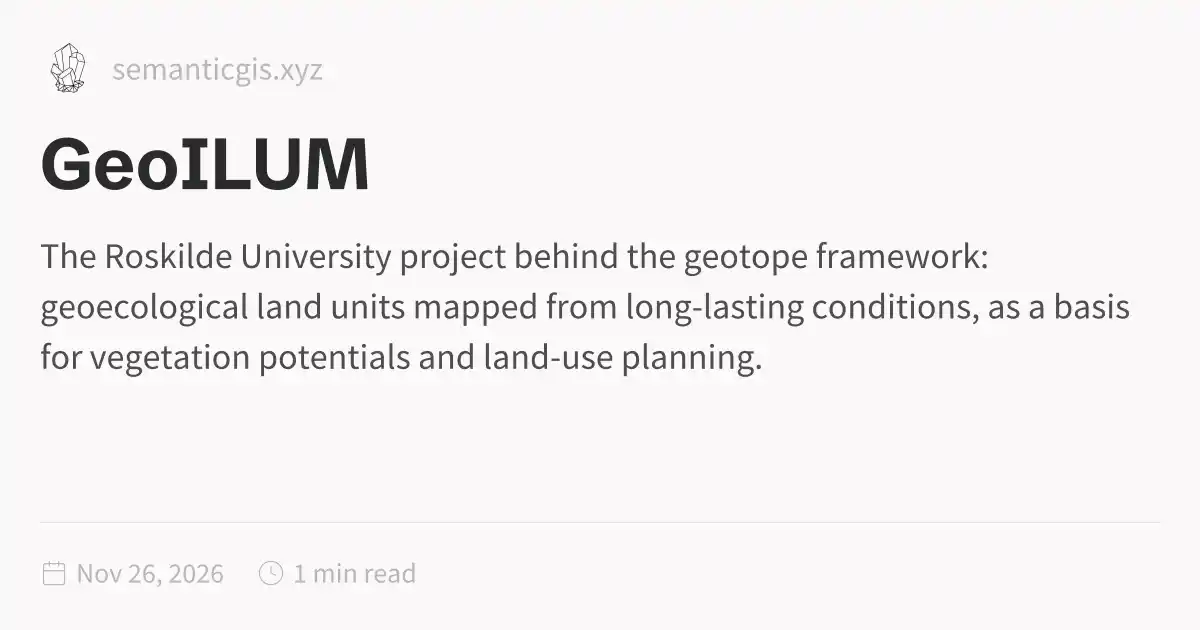 semanticgis.xyz
GeoILUM
The Roskilde University project behind the geotope framework:
geoecological land units mapped from long-lasting conditions, as a basis
for vegetation potentials and land-use planning.
Nov 26, 2026 1 min read